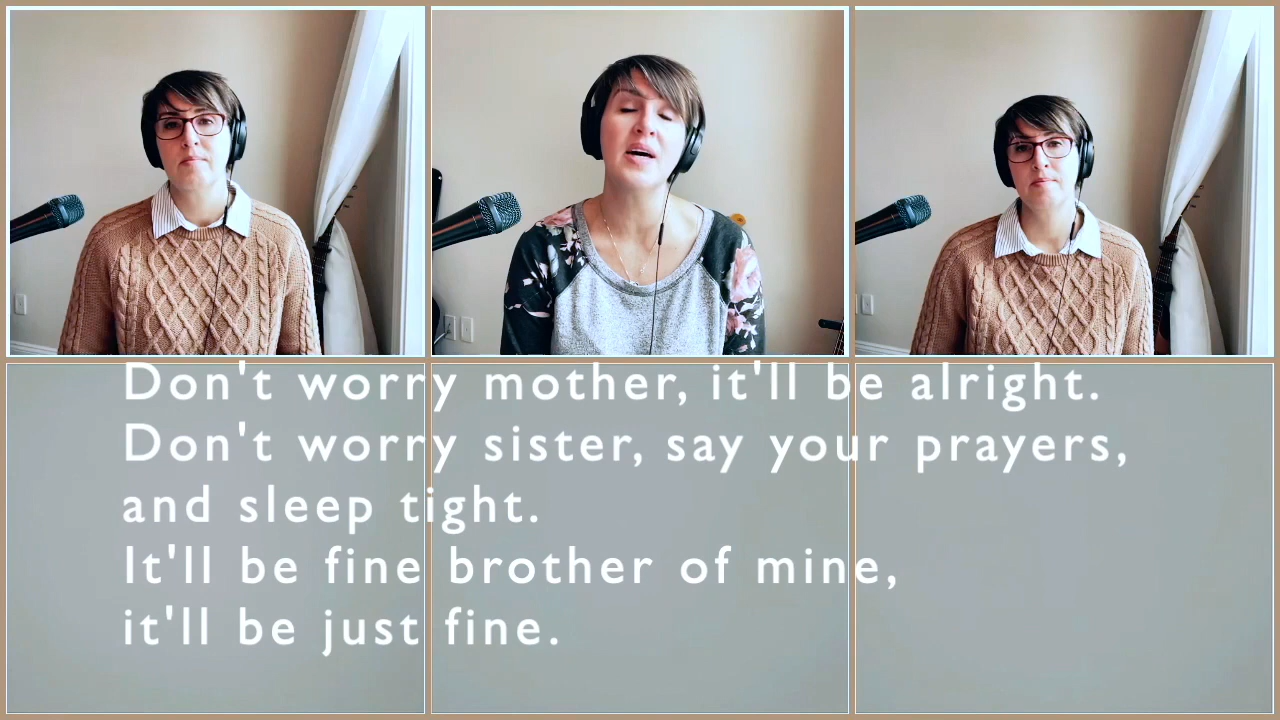 Don't worry mother, it'll be alright.
Don't worry sister, say your prayers,
and sleep tight.
It'll be fine brother of mine,
it'll be just fine.